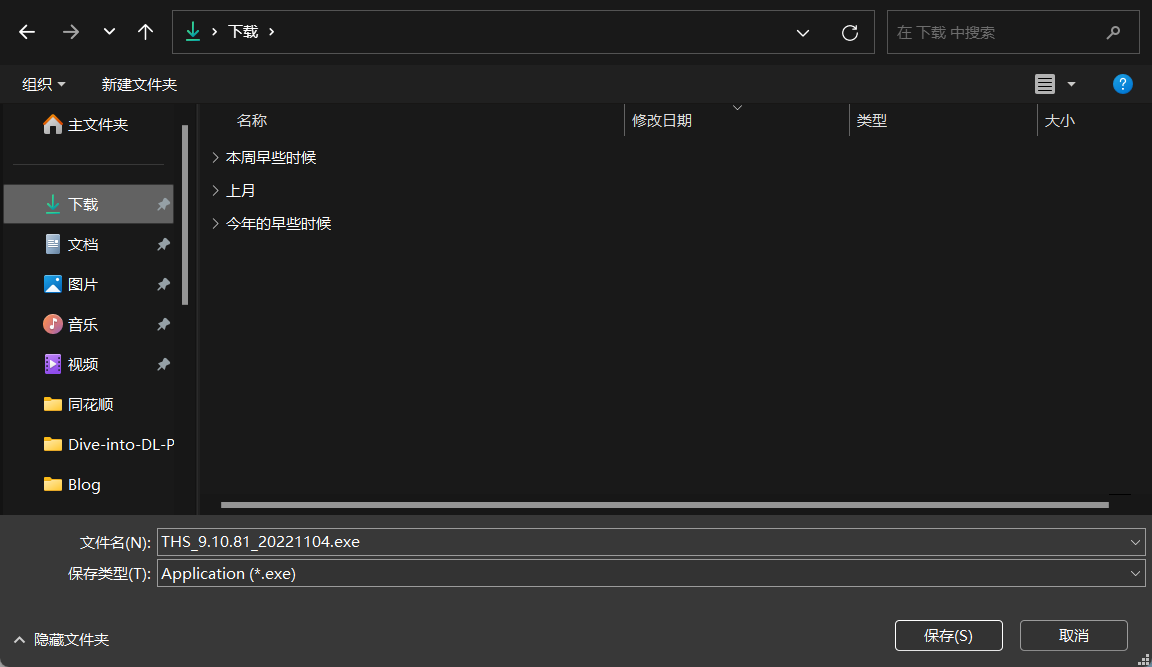 下载
在 下载 中搜索
组织
新建文件夹
?
主文件夹
下载
文档
图片
音乐
视频
同花顺
Dive-into-DL-P
Blog
名称
修改日期
类型
大小
本周早些时候
上月
今年的早些时候
文件名(N):
THS_9.10.81_20221104.exe
保存类型(T):
Application (*.exe)
隐藏文件夹
保存(S)
取消